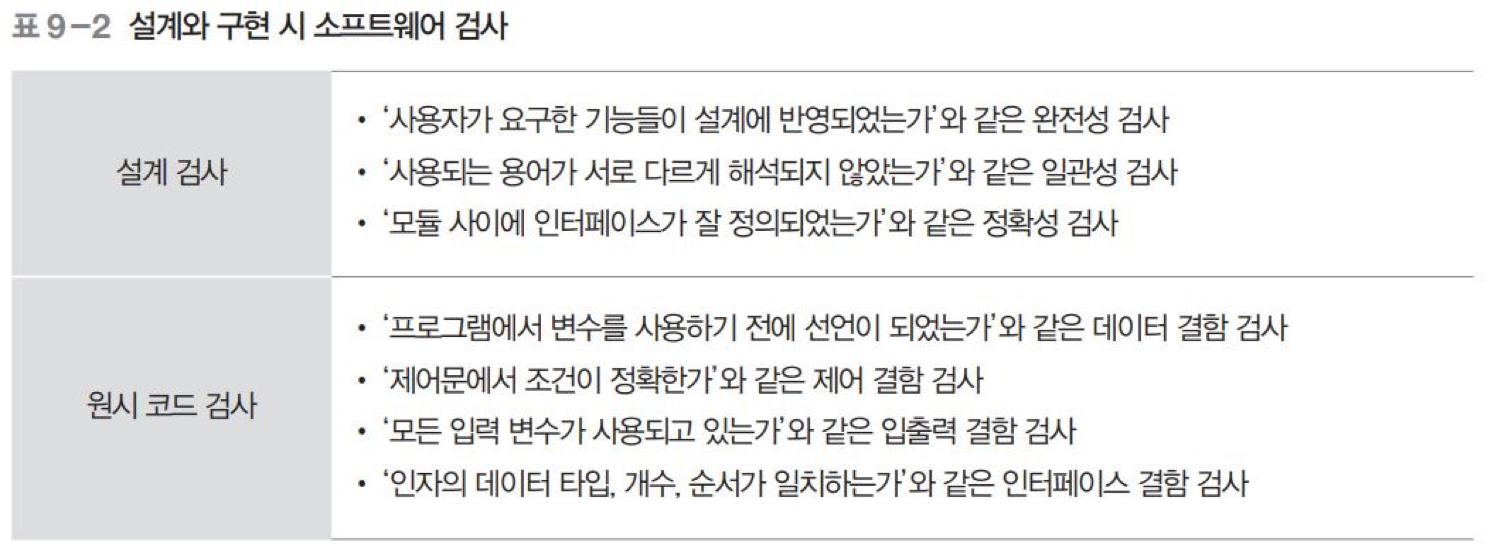 표 9-2 설계와 구현 시 소프트웨어 검사
설계 검사
• ‘사용자가 요구한 기능들이 설계에 반영되었는가’와 같은 완전성 검사
• ‘사용되는 용어가 서로 다르게 해석되지 않았는가’와 같은 일관성 검사
• ‘모듈 사이에 인터페이스가 잘 정의되었는가’와 같은 정확성 검사
원시 코드 검사
• ‘프로그램에서 변수를 사용하기 전에 선언이 되었는가’와 같은 데이터 결함 검사
• ‘제어문에서 조건이 정확한가’와 같은 제어 결함 검사
• ‘모든 입력 변수가 사용되고 있는가’와 같은 입출력 결함 검사
• ‘인자의 데이터 타입, 개수, 순서가 일치하는가’와 같은 인터페이스 결함 검사